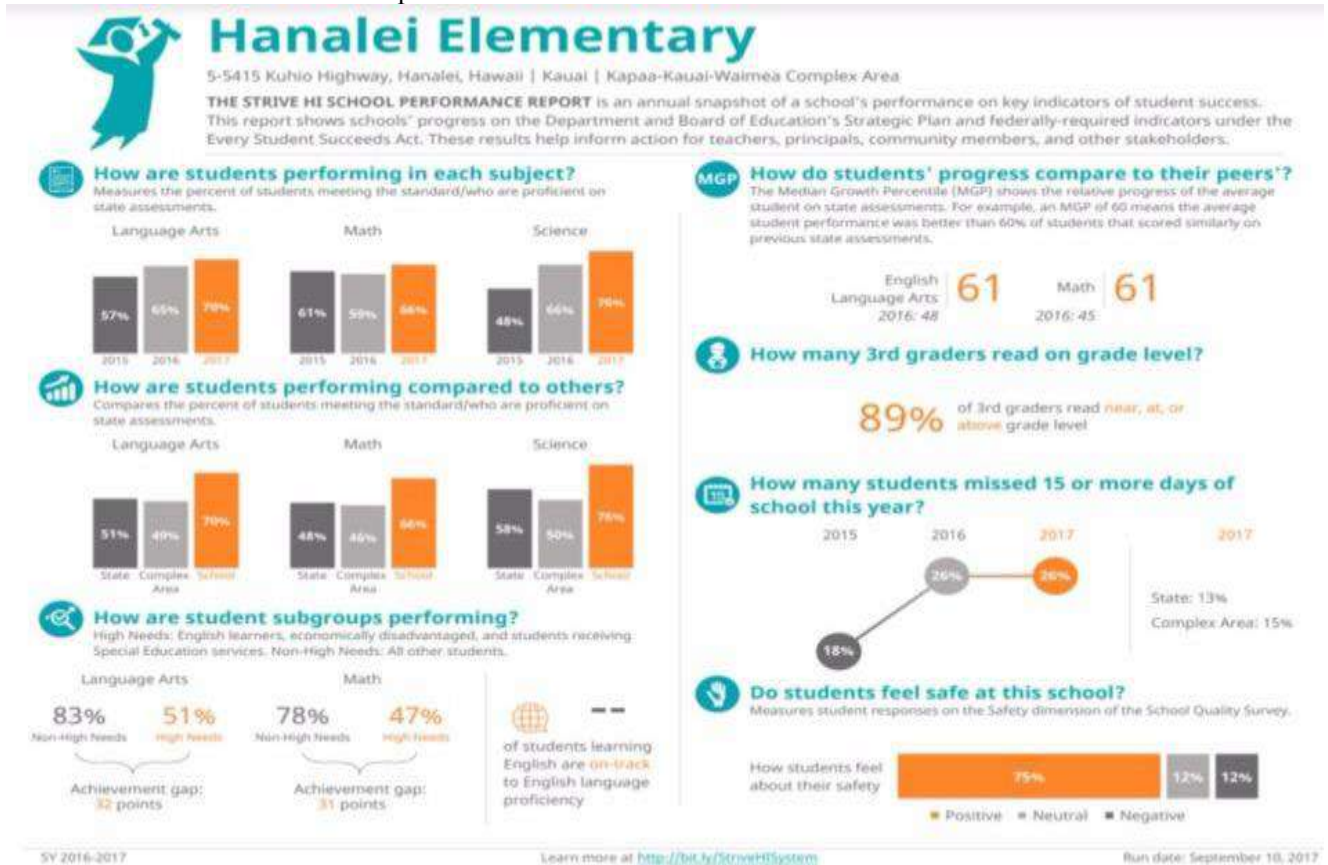 Hanalei Elementary
5-5415 Kuhio Highway, Hanalei, Hawaii | Kauai | Kapaa-Kauai-Waimea Complex Area
THE STRIVE HI SCHOOL PERFORMANCE REPORT is an annual snapshot of a school's performance on key indicators of student success.
This report shows schools' progress on the Department and Board of Education's Strategic Plan and federally-required indicators under the
Every Student Succeeds Act. These results help inform action for teachers, principals, community members, and other stakeholders.
How are students performing in each subject?
Measures the percent of students meeting the standard/who are proficient on
state assessments.
Language Arts Math Science
57% 65% 70% 61% 59% 66% 48% 66% 76%
2015 2016 2017 2015 2016 2017 2015 2016 2017
How are students performing compared to others?
Compares the percent of students meeting the standard/who are proficient on
state assessments.
Language Arts Math Science
51% 49% 70% 48% 46% 66% 58% 50% 76%
State Complex School State Complex School State Complex School
Area Area Area
How are student subgroups performing?
High Needs: English learners, economically disadvantaged, and students receiving
Special Education services. Non-High Needs: All other students.
Language Arts Math
83% 51% 78% 47%
Non-High Needs High Needs Non-High Needs High Needs
Achievement gap: Achievement gap:
32 points 31 points
--
of students learning
English are on-track
to English language
proficiency
MGP
How do students' progress compare to their peers'?
The Median Growth Percentile (MGP) shows the relative progress of the average
student on state assessments. For example, an MGP of 60 means the average
student performance was better than 60% of students that scored similarly on
previous state assessments.
English
Language Arts 61 Math 61
2016: 48 2016: 45
How many 3rd graders read on grade level?
89% of 3rd graders read near, at, or
above grade level
15
How many students missed 15 or more days of
school this year?
2015 2016 2017 2017
26% 26%
State: 13%
Complex Area: 15%
18%
Do students feel safe at this school?
Measures student responses on the Safety dimension of the School Quality Survey.
How students feel
about their safety
75% 12% 12%
Positive Neutral Negative
SY 2016-2017 Learn more at http://bit.ly/StriveHISystem Run date: September 10, 2017